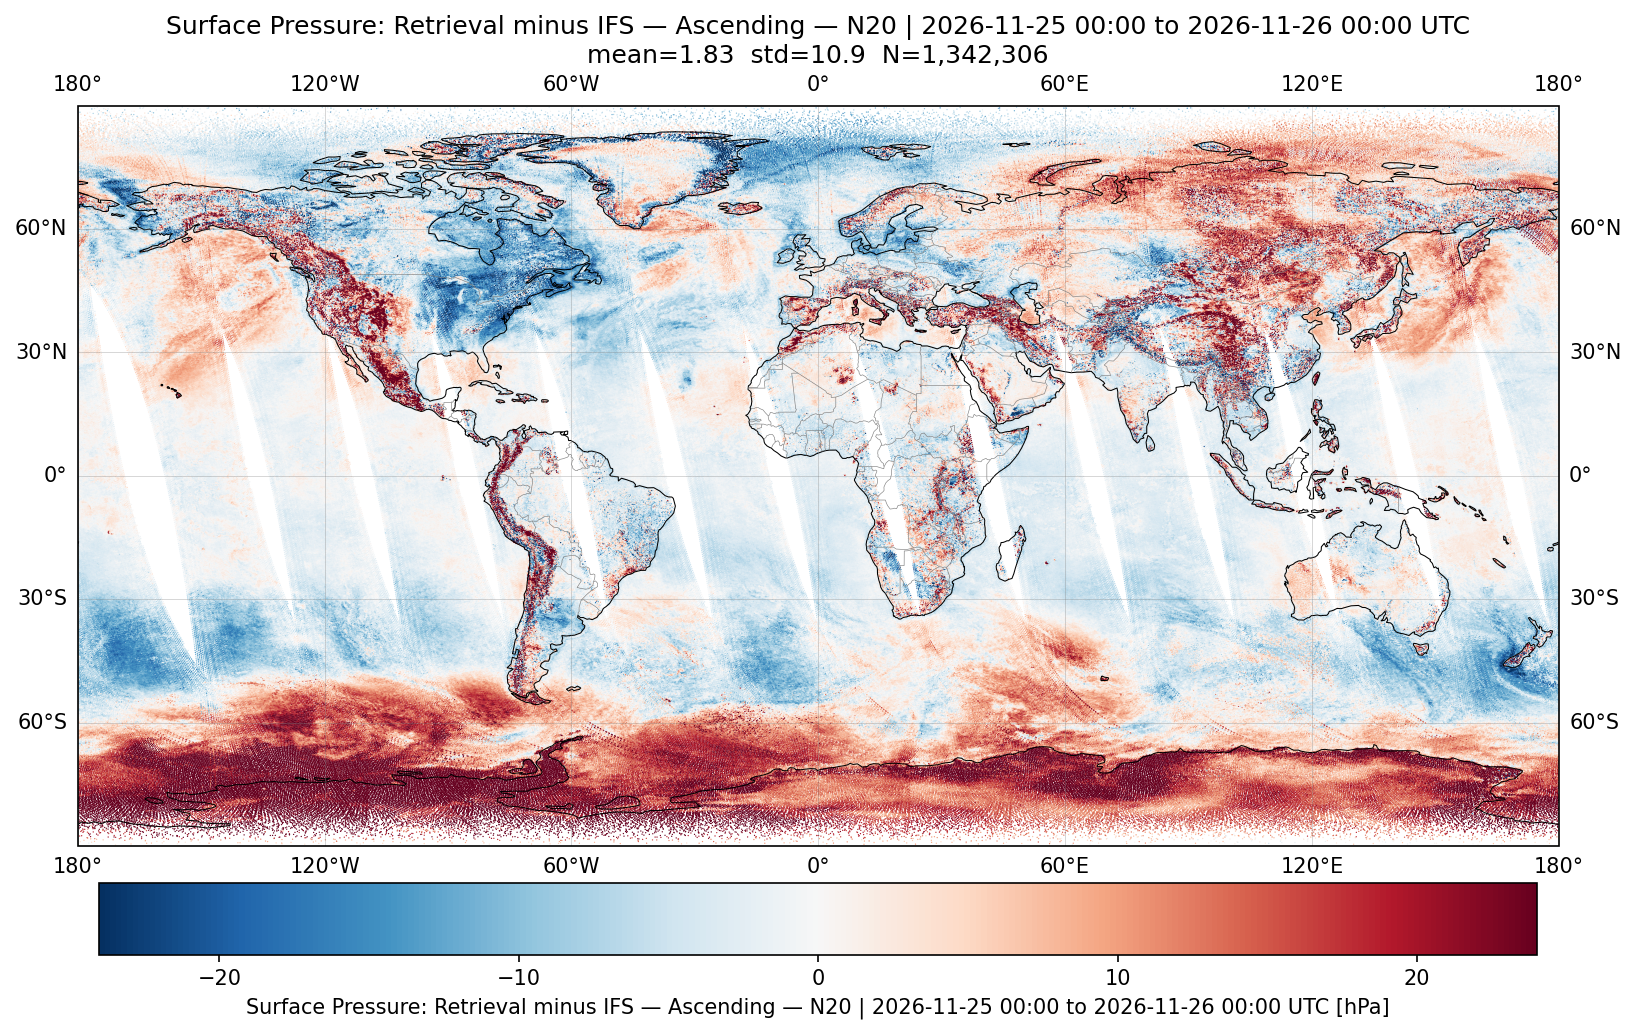 Surface Pressure: Retrieval minus IFS — Ascending — N20 | 2026-11-25 00:00 to 2026-11-26 00:00 UTC
mean=1.83  std=10.9  N=1,342,306
180° 120°W 60°W 0° 60°E 120°E 180°
60°N 60°N
30°N 30°N
0° 0°
30°S 30°S
60°S 60°S
180° 120°W 60°W 0° 60°E 120°E 180°
−20 −10 0 10 20
Surface Pressure: Retrieval minus IFS — Ascending — N20 | 2026-11-25 00:00 to 2026-11-26 00:00 UTC [hPa]